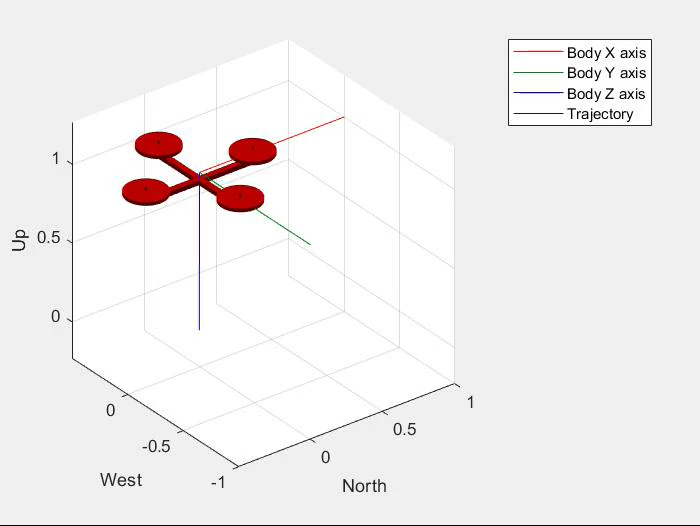 Body X axis
Body Y axis
Body Z axis
Trajectory
1
0.5
0
Up
0
-0.5
-1
West
0
0.5
1
North